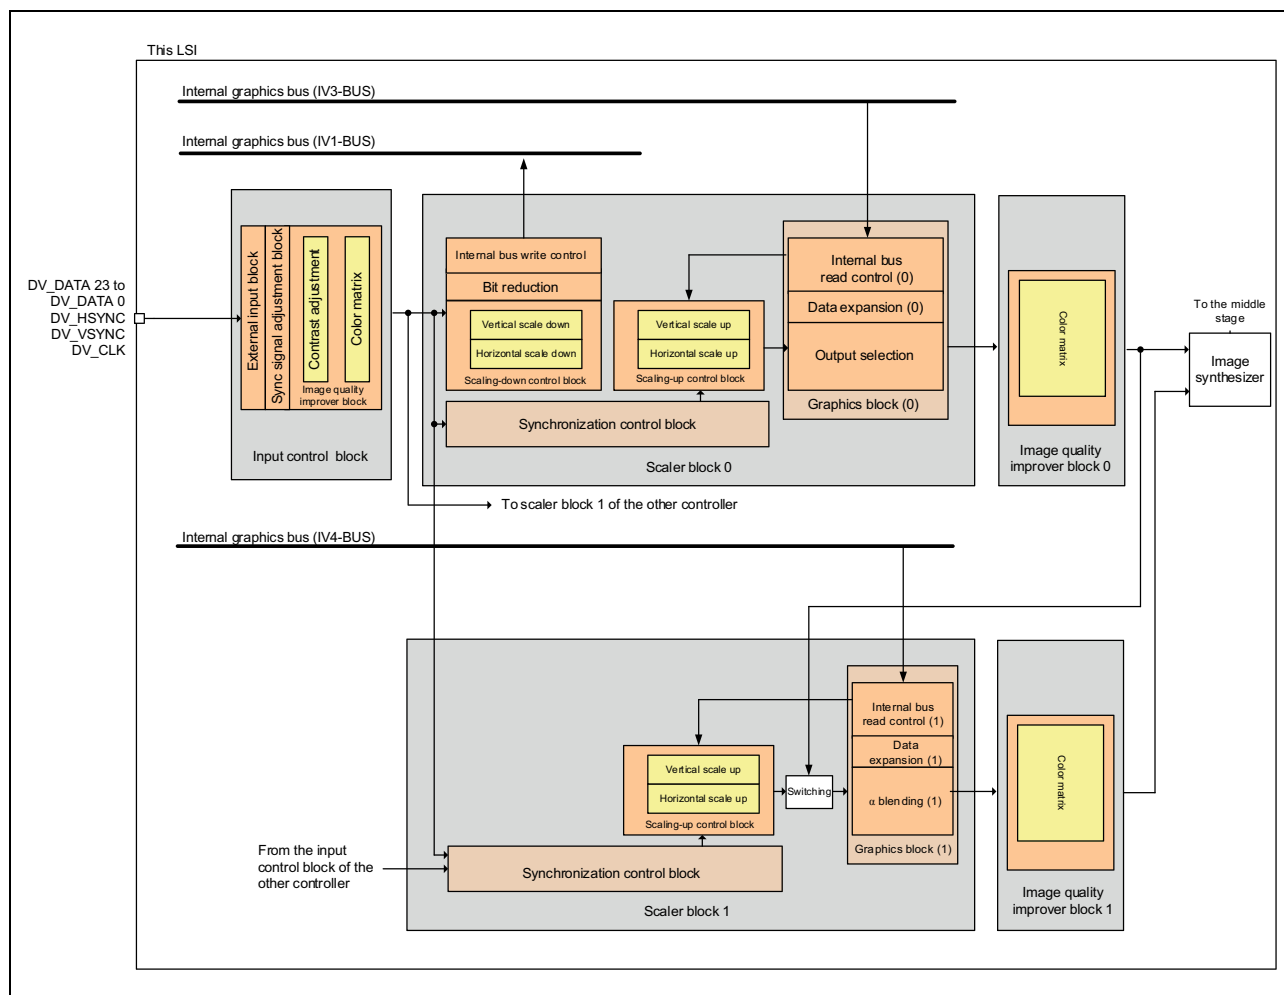 This LSI
Internal graphics bus (IV3-BUS)
Internal graphics bus (IV1-BUS)
DV_DATA 23 to
DV_DATA 0
DV_HSYNC
DV_VSYNC
DV_CLK
External input block
Sync signal adjustment block
Contrast adjustment
Color matrix
Image quality
improver block
Input control block
Internal bus write control
Bit reduction
Vertical scale down
Horizontal scale down
Scaling-down control block
Vertical scale up
Horizontal scale up
Scaling-up control block
Internal bus
read control (0)
Data expansion (0)
Output selection
Graphics block (0)
Synchronization control block
Scaler block 0
Color matrix
Image quality
improver block 0
To the middle
stage
Image
synthesizer
To scaler block 1 of the other controller
Internal graphics bus (IV4-BUS)
Internal bus
read control (1)
Data
expansion (1)
α blending (1)
Graphics block (1)
Vertical scale up
Horizontal scale up
Scaling-up control block
Switching
From the input
control block of the
other controller
Synchronization control block
Scaler block 1
Color matrix
Image quality
improver block 1